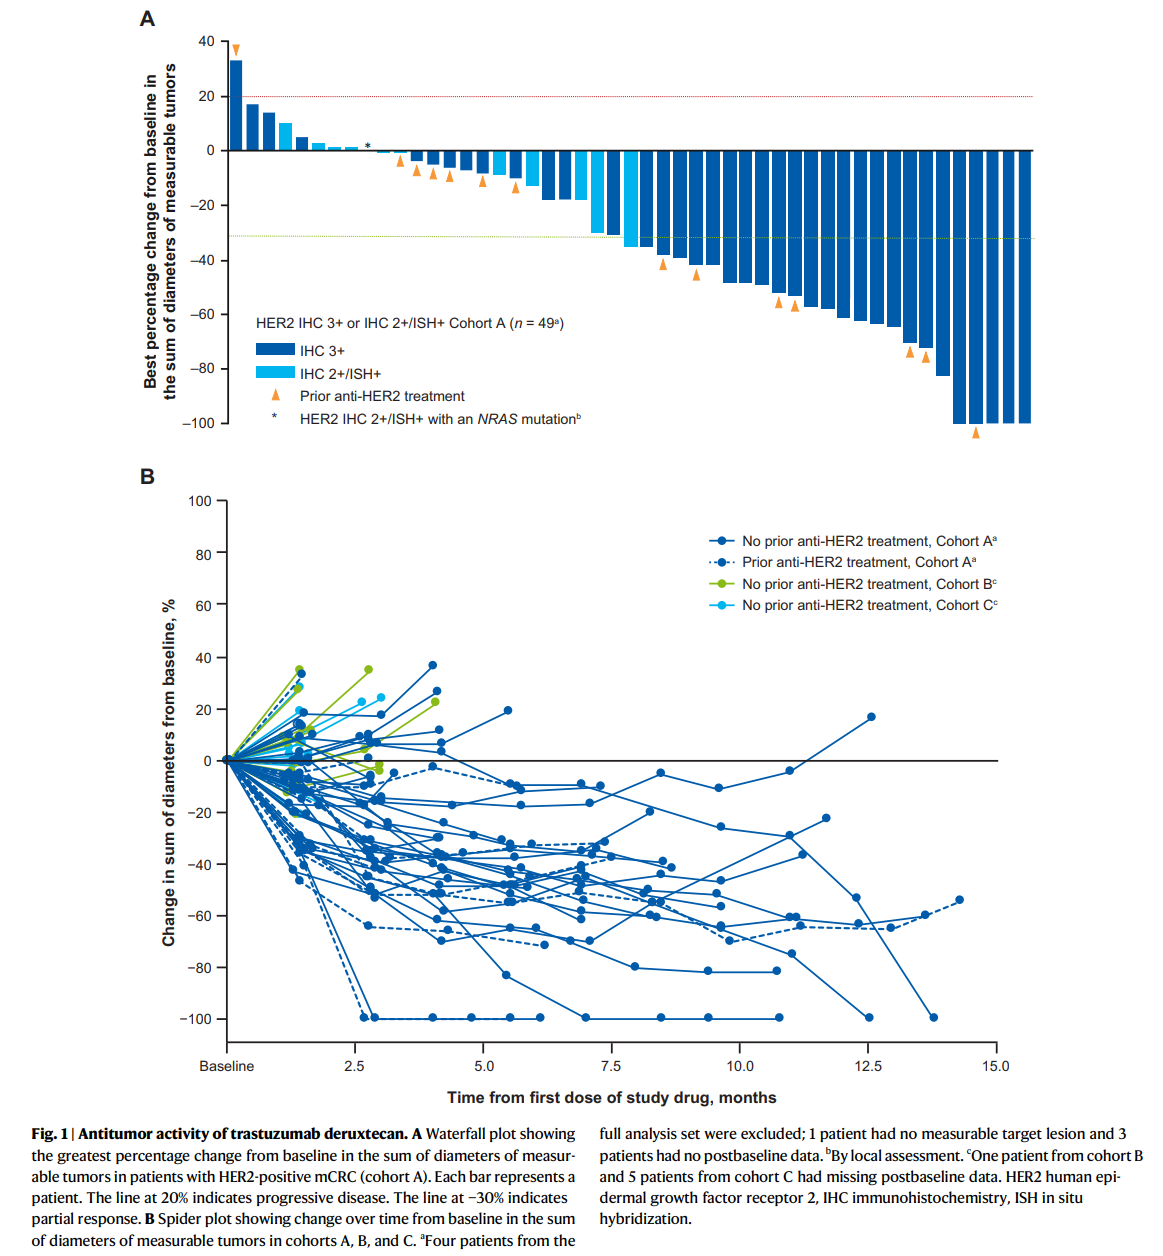 A
Best percentage change from baseline in
the sum of diameters of measurable tumors
40
20
0
−20
−40
−60
−80
−100
*
HER2 IHC 3+ or IHC 2+/ISH+ Cohort A (n = 49ᵃ)
IHC 3+
IHC 2+/ISH+
Prior anti-HER2 treatment
* HER2 IHC 2+/ISH+ with an NRAS mutationᵇ
B
Change in sum of diameters from baseline, %
100
80
60
40
20
0
−20
−40
−60
−80
−100
No prior anti-HER2 treatment, Cohort Aᵃ
Prior anti-HER2 treatment, Cohort Aᵃ
No prior anti-HER2 treatment, Cohort Bᶜ
No prior anti-HER2 treatment, Cohort Cᶜ
Baseline 2.5 5.0 7.5 10.0 12.5 15.0
Time from first dose of study drug, months
Fig. 1 | Antitumor activity of trastuzumab deruxtecan. A Waterfall plot showing
the greatest percentage change from baseline in the sum of diameters of measur-
able tumors in patients with HER2-positive mCRC (cohort A). Each bar represents a
patient. The line at 20% indicates progressive disease. The line at −30% indicates
partial response. B Spider plot showing change over time from baseline in the sum
of diameters of measurable tumors in cohorts A, B, and C. ᵃFour patients from the
full analysis set were excluded; 1 patient had no measurable target lesion and 3
patients had no postbaseline data. ᵇBy local assessment. ᶜOne patient from cohort B
and 5 patients from cohort C had missing postbaseline data. HER2 human epi-
dermal growth factor receptor 2, IHC immunohistochemistry, ISH in situ
hybridization.